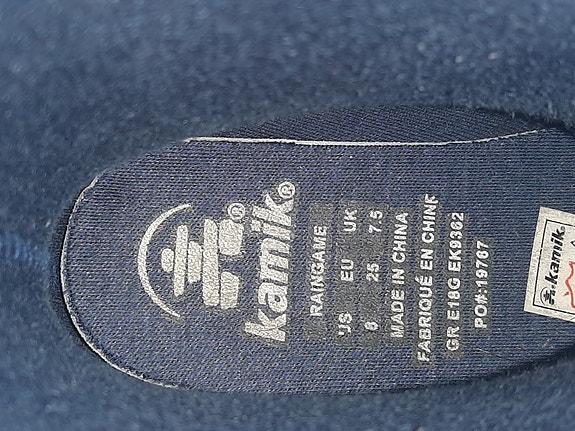 kamik®
®
RAINGAME
US EU UK
8 25 7.5
MADE IN CHINA
FABRIQUÉ EN CHINE
GR E18G EK9362
PO#:19767
kamik